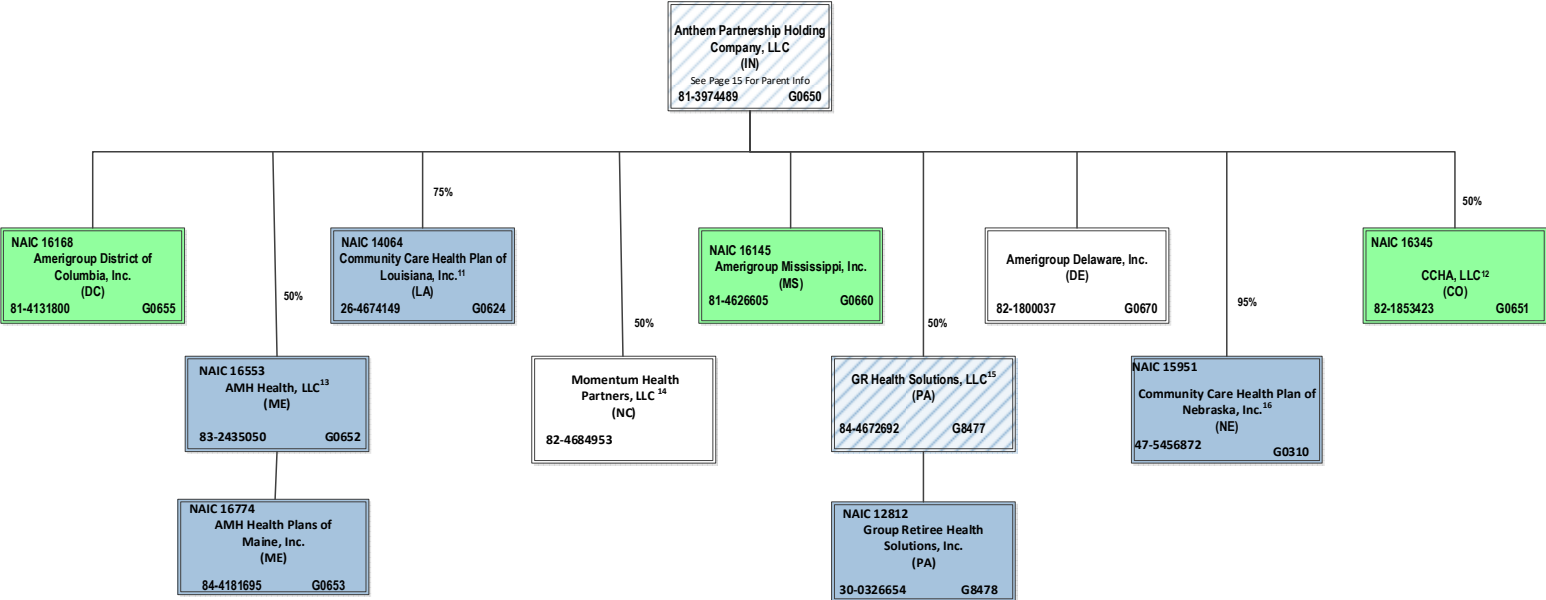 Anthem Partnership Holding
Company, LLC
(IN)
See Page 15 For Parent Info
81-3974489 G0650
75%
50%
NAIC 16168
Amerigroup District of
Columbia, Inc.
(DC)
81-4131800 G0655
50%
NAIC 14064
Community Care Health Plan of
Louisiana, Inc.11
(LA)
26-4674149 G0624
50%
NAIC 16145
Amerigroup Mississippi, Inc.
(MS)
81-4626605 G0660
50%
Amerigroup Delaware, Inc.
(DE)
82-1800037 G0670
95%
NAIC 16345
CCHA, LLC12
(CO)
82-1853423 G0651
NAIC 16553
AMH Health, LLC13
(ME)
83-2435050 G0652
Momentum Health
Partners, LLC 14
(NC)
82-4684953
GR Health Solutions, LLC15
(PA)
84-4672692 G8477
NAIC 15951
Community Care Health Plan of
Nebraska, Inc.16
(NE)
47-5456872 G0310
NAIC 16774
AMH Health Plans of
Maine, Inc.
(ME)
84-4181695 G0653
NAIC 12812
Group Retiree Health
Solutions, Inc.
(PA)
30-0326654 G8478